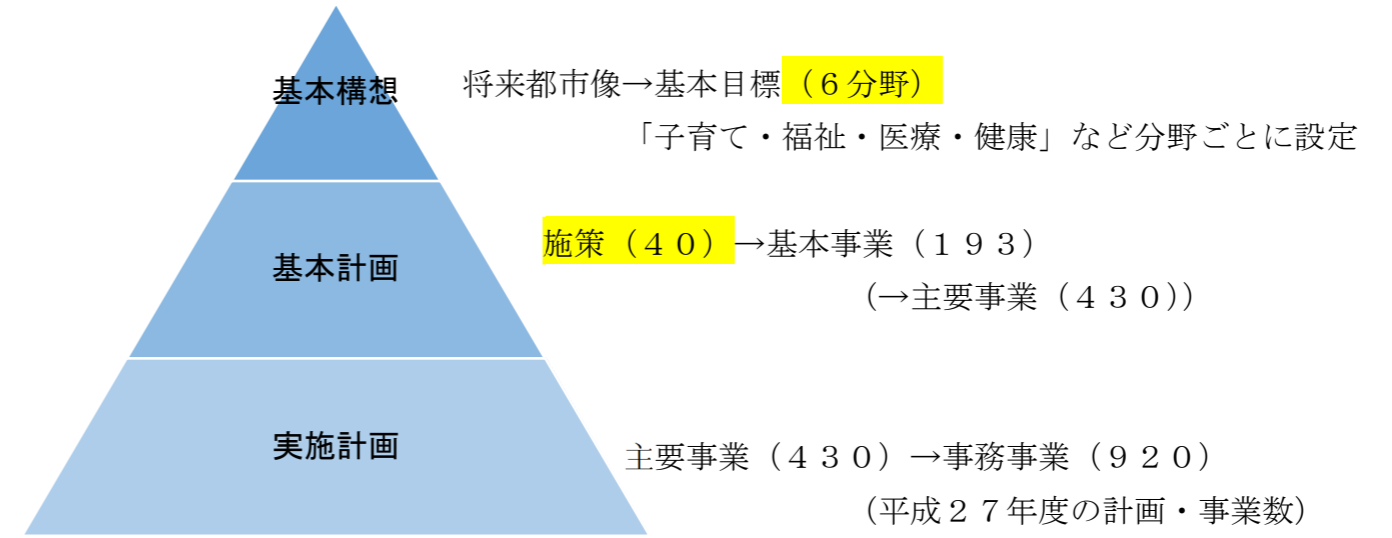 基本構想
将来都市像→基本目標（６分野）
「子育て・福祉・医療・健康」など分野ごとに設定
基本計画
施策（４０）→基本事業（１９３）
（→主要事業（４３０））
実施計画
主要事業（４３０）→事務事業（９２０）
（平成２７年度の計画・事業数）